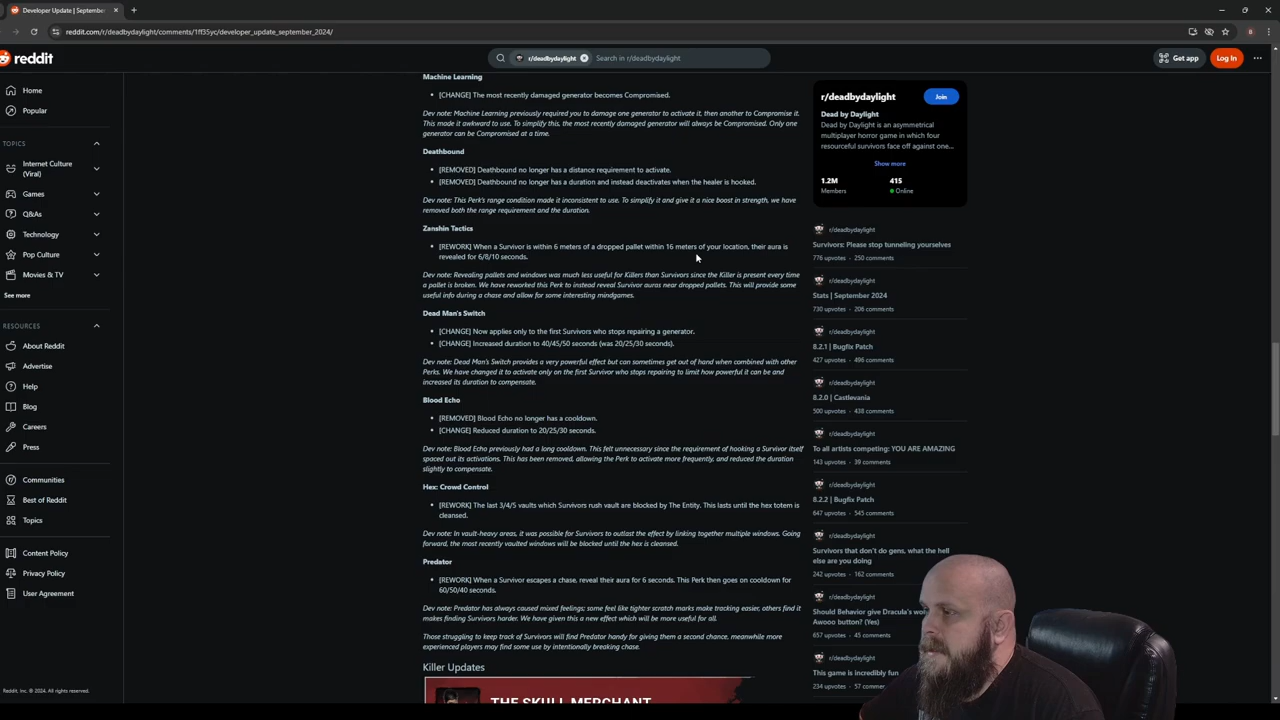 Developer Update | September
reddit.com/r/deadbydaylight/comments/1ff35yc/developer_update_september_2024/
reddit
r/deadbydaylight
Search in r/deadbydaylight
Get app
Log In
Home
Popular
TOPICS
Internet Culture
(Viral)
Games
Q&As
Technology
Pop Culture
Movies & TV
See more
RESOURCES
About Reddit
Advertise
Help
Blog
Careers
Press
Communities
Best of Reddit
Topics
Content Policy
Privacy Policy
User Agreement
Reddit, Inc. © 2024. All rights reserved.
Machine Learning
[CHANGE] The most recently damaged generator becomes Compromised.
Dev note: Machine Learning previously required you to damage one generator to activate it, then another to Compromise it.
This made it awkward to use. To simplify this, the most recently damaged generator will always be Compromised. Only one
generator can be Compromised at a time.
Deathbound
[REMOVED] Deathbound no longer has a distance requirement to activate.
[REMOVED] Deathbound no longer has a duration and instead deactivates when the healer is hooked.
Dev note: This Perk's range condition made it inconsistent to use. To simplify it and give it a nice boost in strength, we have
removed both the range requirement and the duration.
Zanshin Tactics
[REWORK] When a Survivor is within 6 meters of a dropped pallet within 16 meters of your location, their aura is
revealed for 6/8/10 seconds.
Dev note: Revealing pallets and windows was much less useful for Killers than Survivors since the Killer is present every time
a pallet is broken. We have reworked this Perk to instead reveal Survivor auras near dropped pallets. This will provide some
useful info during a chase and allow for some interesting mindgames.
Dead Man's Switch
[CHANGE] Now applies only to the first Survivors who stops repairing a generator.
[CHANGE] Increased duration to 40/45/50 seconds (was 20/25/30 seconds).
Dev note: Dead Man's Switch provides a very powerful effect but can sometimes get out of hand when combined with other
Perks. We have changed it to activate only on the first Survivor who stops repairing to limit how powerful it can be and
increased its duration to compensate.
Blood Echo
[REMOVED] Blood Echo no longer has a cooldown.
[CHANGE] Reduced duration to 20/25/30 seconds.
Dev note: Blood Echo previously had a long cooldown. This felt unnecessary since the requirement of hooking a Survivor itself
spaced out its activations. This has been removed, allowing the Perk to activate more frequently, and reduced the duration
slightly to compensate.
Hex: Crowd Control
[REWORK] The last 3/4/5 vaults which Survivors rush vault are blocked by The Entity. This lasts until the hex totem is
cleansed.
Dev note: In vault-heavy areas, it was possible for Survivors to outlast the effect by linking together multiple windows. Going
forward, the most recently vaulted windows will be blocked until the hex is cleansed.
Predator
[REWORK] When a Survivor escapes a chase, reveal their aura for 6 seconds. This Perk then goes on cooldown for
60/50/40 seconds.
Dev note: Predator has always caused mixed feelings; some feel like tighter scratch marks make tracking easier, others find it
makes finding Survivors harder. We have given this a new effect which will be more useful for all.
Those struggling to keep track of Survivors will find Predator handy for giving them a second chance, meanwhile more
experienced players may find some use by intentionally breaking chase.
Killer Updates
THE SKULL MERCHANT
r/deadbydaylight
Join
Dead by Daylight
Dead by Daylight is an asymmetrical
multiplayer horror game in which four
resourceful survivors face off against one...
Show more
1.2M
415
Members
Online
r/deadbydaylight
Survivors: Please stop tunneling yourselves
776 upvotes · 250 comments
r/deadbydaylight
Stats | September 2024
730 upvotes · 206 comments
r/deadbydaylight
8.2.1 | Bugfix Patch
427 upvotes · 496 comments
r/deadbydaylight
8.2.0 | Castlevania
500 upvotes · 438 comments
r/deadbydaylight
To all artists competing: YOU ARE AMAZING
143 upvotes · 39 comments
r/deadbydaylight
8.2.2 | Bugfix Patch
647 upvotes · 545 comments
r/deadbydaylight
Survivors that don't do gens, what the hell
else are you doing
242 upvotes · 162 comments
r/deadbydaylight
Should Behavior give Dracula's
Awooo button? (Yes)
657 upvotes · 45 comments
r/deadbydaylight
This game is incredibly fun
234 upvotes · 57